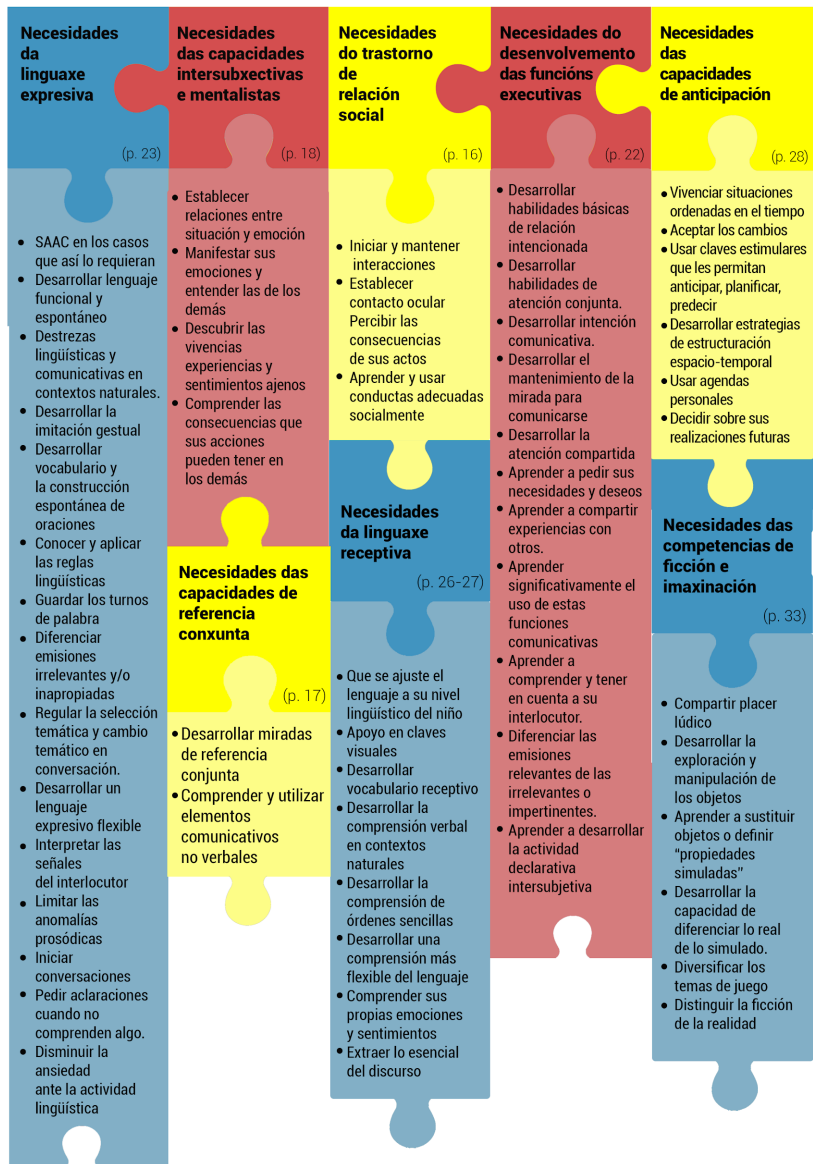 Necesidades
da
linguaxe
expresiva
(p. 23)
• SAAC en los casos
que así lo requieran
• Desarrollar lenguaje
funcional y
espontáneo
• Destrezas
lingüísticas y
comunicativas en
contextos naturales.
• Desarrollar la
imitación gestual
• Desarrollar
vocabulario y
la construcción
espontánea de
oraciones
• Conocer y aplicar
las reglas
lingüísticas
• Guardar los turnos
de palabra
• Diferenciar
emisiones
irrelevantes y/o
inapropiadas
• Regular la selección
temática y cambio
temático en
conversación.
• Desarrollar un
lenguaje
expresivo flexible
• Interpretar las
señales
del interlocutor
• Limitar las
anomalías
prosódicas
• Iniciar
conversaciones
• Pedir aclaraciones
cuando no
comprenden algo.
• Disminuir la
ansiedad
ante la actividad
lingüística
Necesidades
das capacidades
intersubxectivas
e mentalistas
(p. 18)
• Establecer
relaciones entre
situación y emoción
• Manifestar sus
emociones y
entender las de los
demás
• Descubrir las
vivencias
experiencias y
sentimientos ajenos
• Comprender las
consecuencias que
sus acciones
pueden tener en
los demás
Necesidades das
capacidades de
referencia
conxunta
(p. 17)
• Desarrollar miradas
de referencia
conjunta
• Comprender y utilizar
elementos
comunicativos
no verbales
Necesidades
do trastorno
de
relación
social
(p. 16)
• Iniciar y mantener
interacciones
• Establecer
contacto ocular
Percibir las
consecuencias
de sus actos
• Aprender y usar
conductas adecuadas
socialmente
Necesidades
da linguaxe
receptiva
(p. 26-27)
• Que se ajuste el
lenguaje a su nivel
lingüístico del niño
• Apoyo en claves
visuales
• Desarrollar
vocabulario receptivo
• Desarrollar la
comprensión verbal
en contextos
naturales
• Desarrollar la
comprensión de
órdenes sencillas
• Desarrollar una
comprensión más
flexible del lenguaje
• Comprender sus
propias emociones
y sentimientos
• Extraer lo esencial
del discurso
Necesidades do
desenvolvemento
das funcións
executivas
(p. 22)
• Desarrollar
habilidades básicas
de relación
intencionada
• Desarrollar
habilidades de
atención conjunta.
• Desarrollar intención
comunicativa.
• Desarrollar el
mantenimiento de la
mirada para
comunicarse
• Desarrollar la
atención compartida
• Aprender a pedir sus
necesidades y deseos
• Aprender a compartir
experiencias con
otros.
• Aprender
significativamente el
uso de estas
funciones
comunicativas
• Aprender a
comprender y tener
en cuenta a su
interlocutor.
• Diferenciar las
emisiones
relevantes de las
irrelevantes o
impertinentes.
• Aprender a desarrollar
la actividad
declarativa
intersubjetiva
Necesidades
das
capacidades
de anticipación
(p. 28)
• Vivenciar situaciones
ordenadas en el tiempo
• Aceptar los cambios
• Usar claves estimulares
que les permitan
anticipar, planificar,
predecir
• Desarrollar estrategias
de estructuración
espacio-temporal
• Usar agendas
personales
• Decidir sobre sus
realizaciones futuras
Necesidades das
competencias de
ficción e
imaxinación
(p. 33)
• Compartir placer
lúdico
• Desarrollar la
exploración y
manipulación de
los objetos
• Aprender a sustituir
objetos o definir
“propiedades
simuladas”
• Desarrollar la
capacidad de
diferenciar lo real
de lo simulado.
• Diversificar los
temas de juego
• Distinguir la ficción
de la realidad